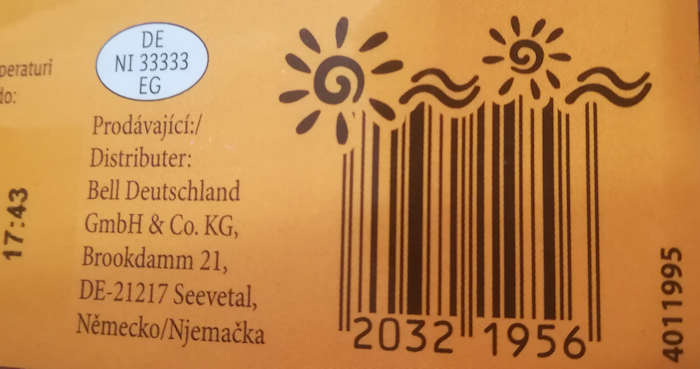 DE
NI 33333
EG
do:
Prodávající:/
Distributer:
Bell Deutschland
GmbH & Co. KG,
Brookdamm 21,
DE-21217 Seevetal,
Německo/Njemačka
17:43
2032 1956
4011995